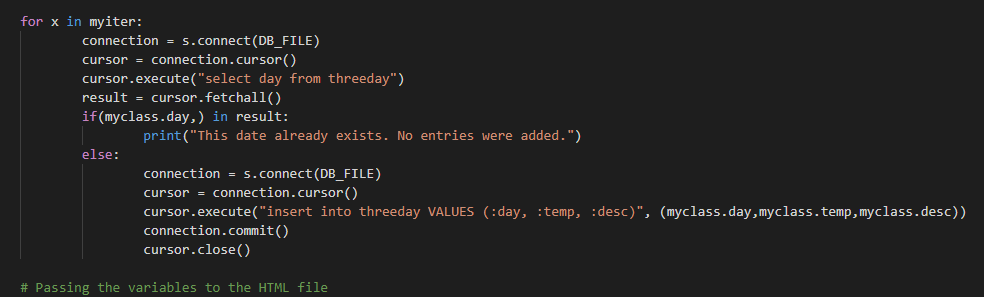 for x in myiter:
        connection = s.connect(DB_FILE)
        cursor = connection.cursor()
        cursor.execute("select day from threeday")
        result = cursor.fetchall()
        if(myclass.day,) in result:
                print("This date already exists. No entries were added.")
        else:
                connection = s.connect(DB_FILE)
                cursor = connection.cursor()
                cursor.execute("insert into threeday VALUES (:day, :temp, :desc)", (myclass.day,myclass.temp,myclass.desc))
                connection.commit()
                cursor.close()

# Passing the variables to the HTML file